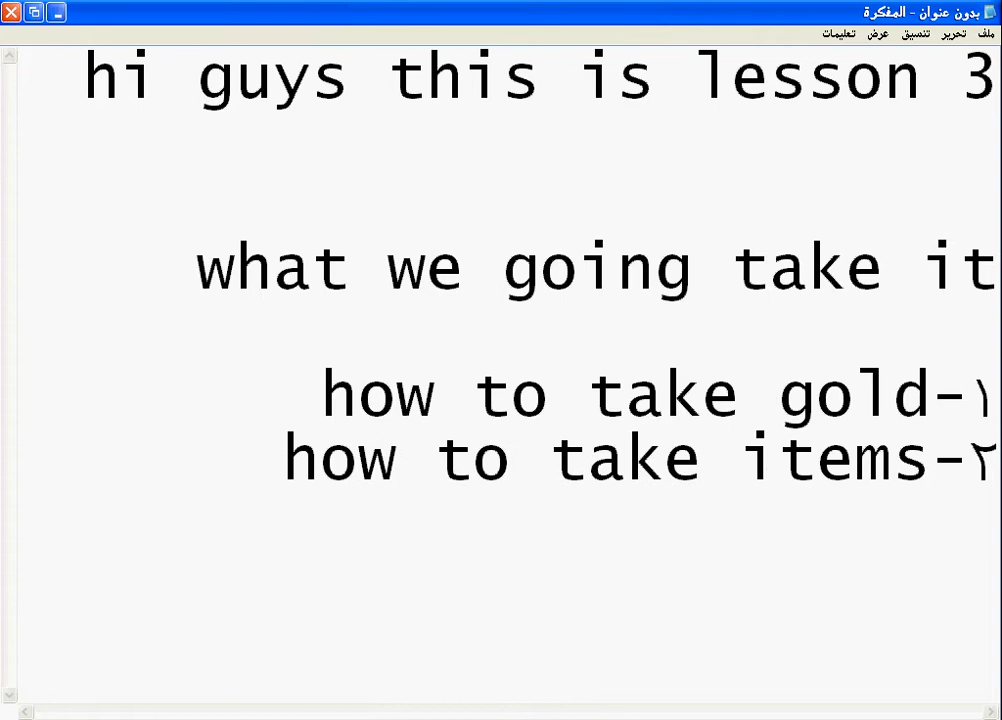 بدون عنوان - المفكرة
ملف تحرير تنسيق عرض تعليمات
hi guys this is lesson 3
what we going take it
how to take gold-١
how to take items-٢